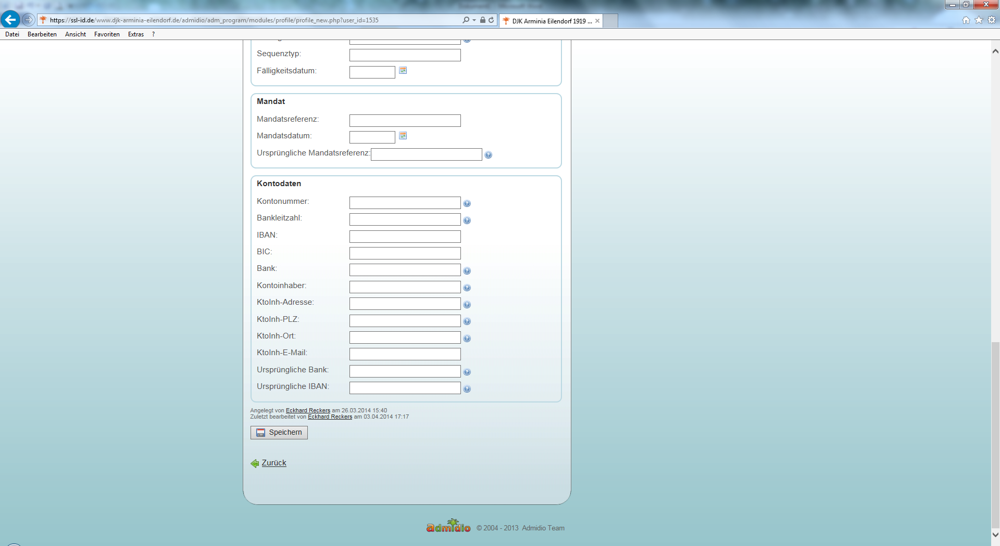 https://ssl-id.de/www.djk-arminia-eilendorf.de/admidio/adm_program/modules/profile/profile_new.php?user_id=1535
DJK Arminia Eilendorf 1919 ...
Datei Bearbeiten Ansicht Favoriten Extras ?
Sequenztyp:
Fälligkeitsdatum:
Mandat
Mandatsreferenz:
Mandatsdatum:
Ursprüngliche Mandatsreferenz:
Kontodaten
Kontonummer:
Bankleitzahl:
IBAN:
BIC:
Bank:
Kontoinhaber:
KtoInh-Adresse:
KtoInh-PLZ:
KtoInh-Ort:
KtoInh-E-Mail:
Ursprüngliche Bank:
Ursprüngliche IBAN:
Angelegt von Eckhard Reckers am 26.03.2014 15:40
Zuletzt bearbeitet von Eckhard Reckers am 03.04.2014 17:17
Speichern
Zurück
admidio © 2004 - 2013 Admidio Team